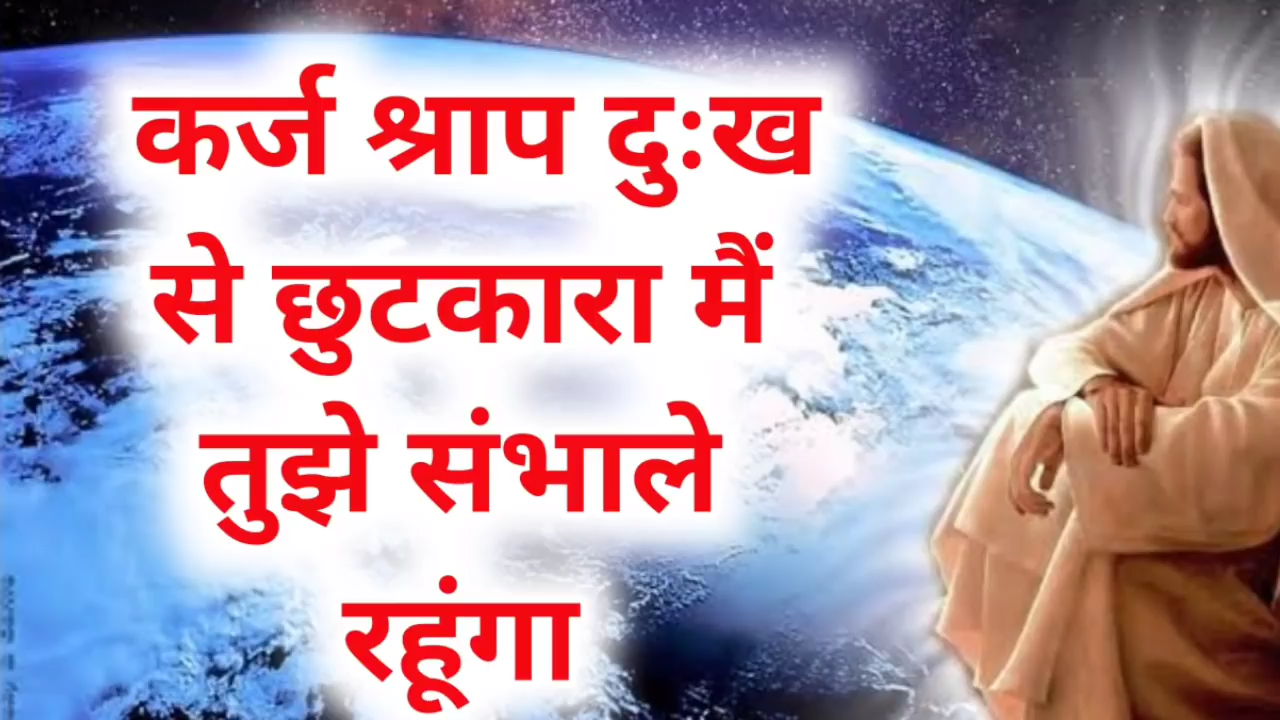 कर्ज श्राप दुःख
से छुटकारा मैं
तुझे संभाले
रहूंगा